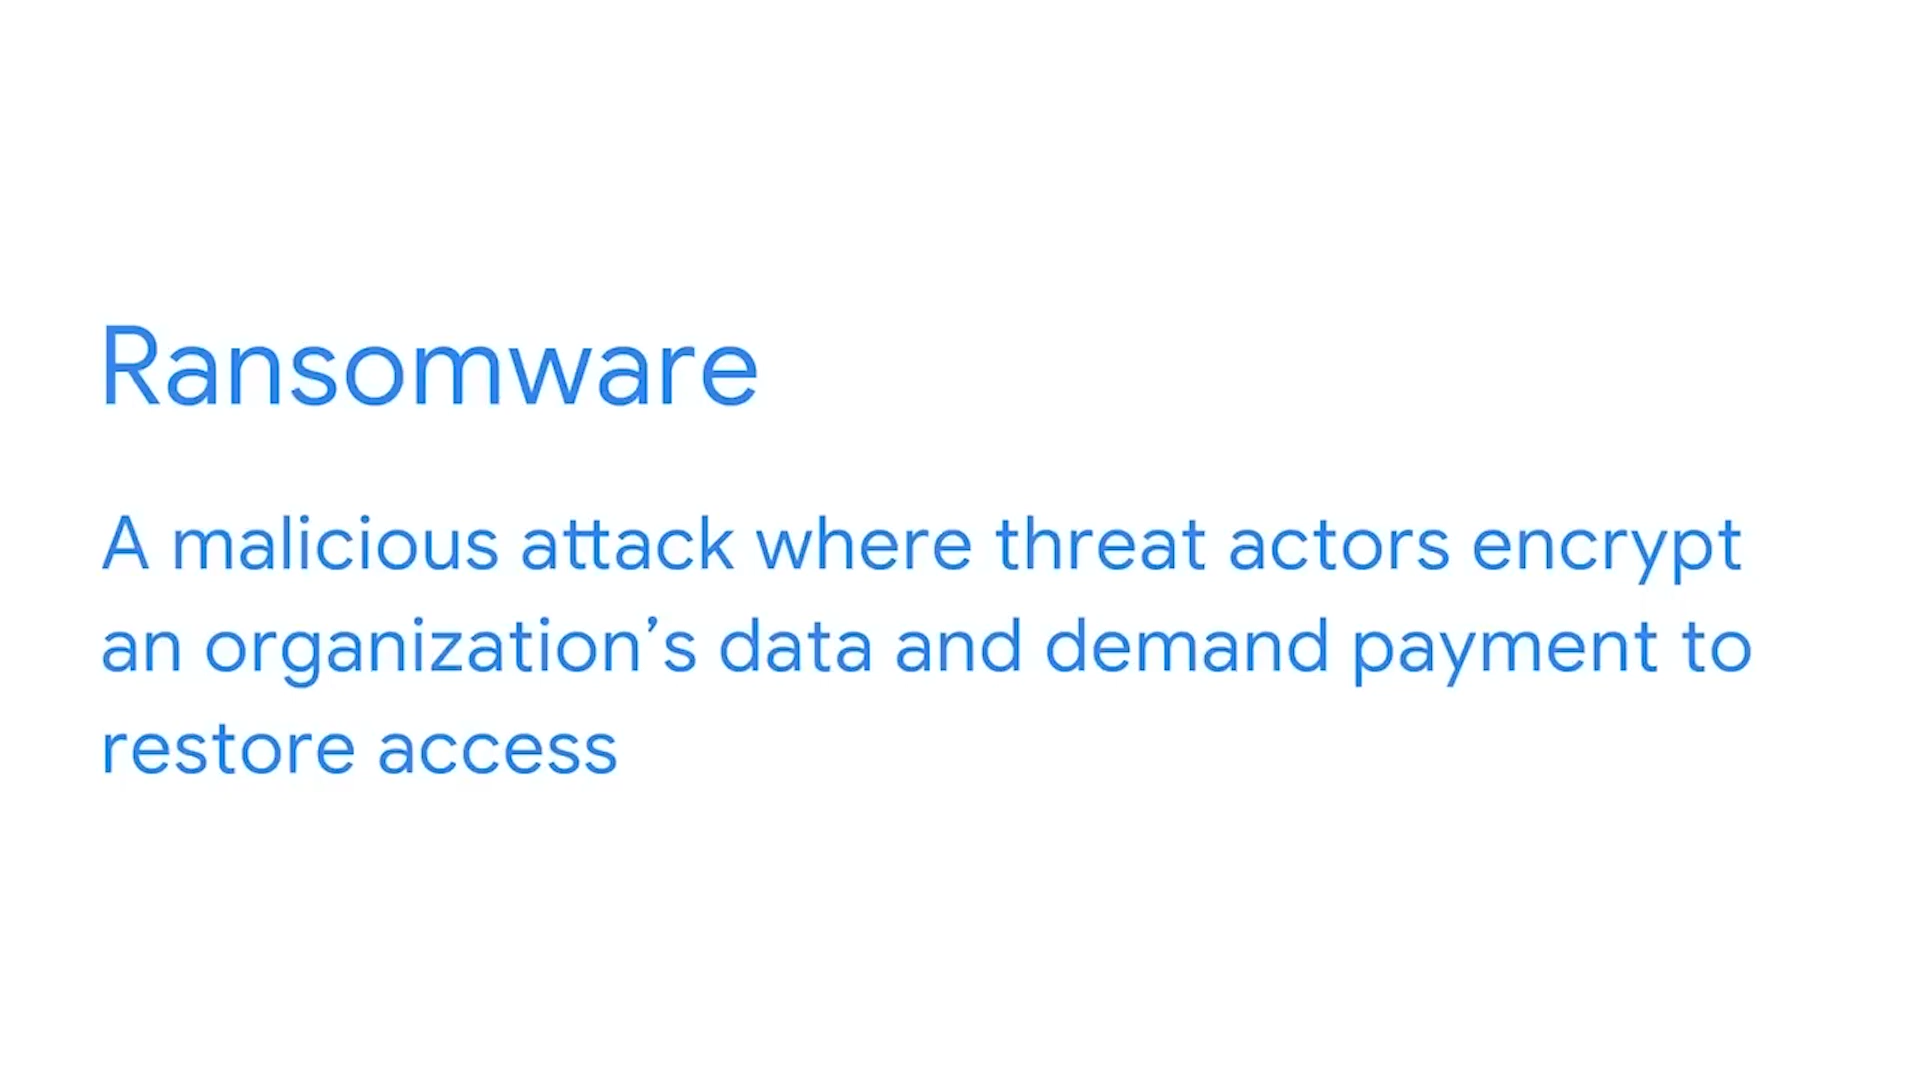 Ransomware
A malicious attack where threat actors encrypt
an organization’s data and demand payment to
restore access